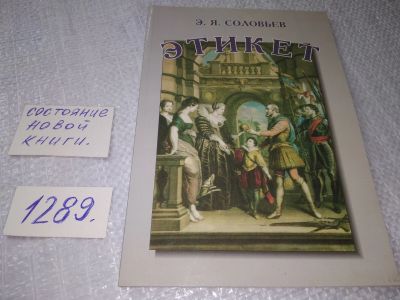 Э. Я. СОЛОВЬЕВ
ЭТИКЕТ
состояние
новой
книги.
1289.